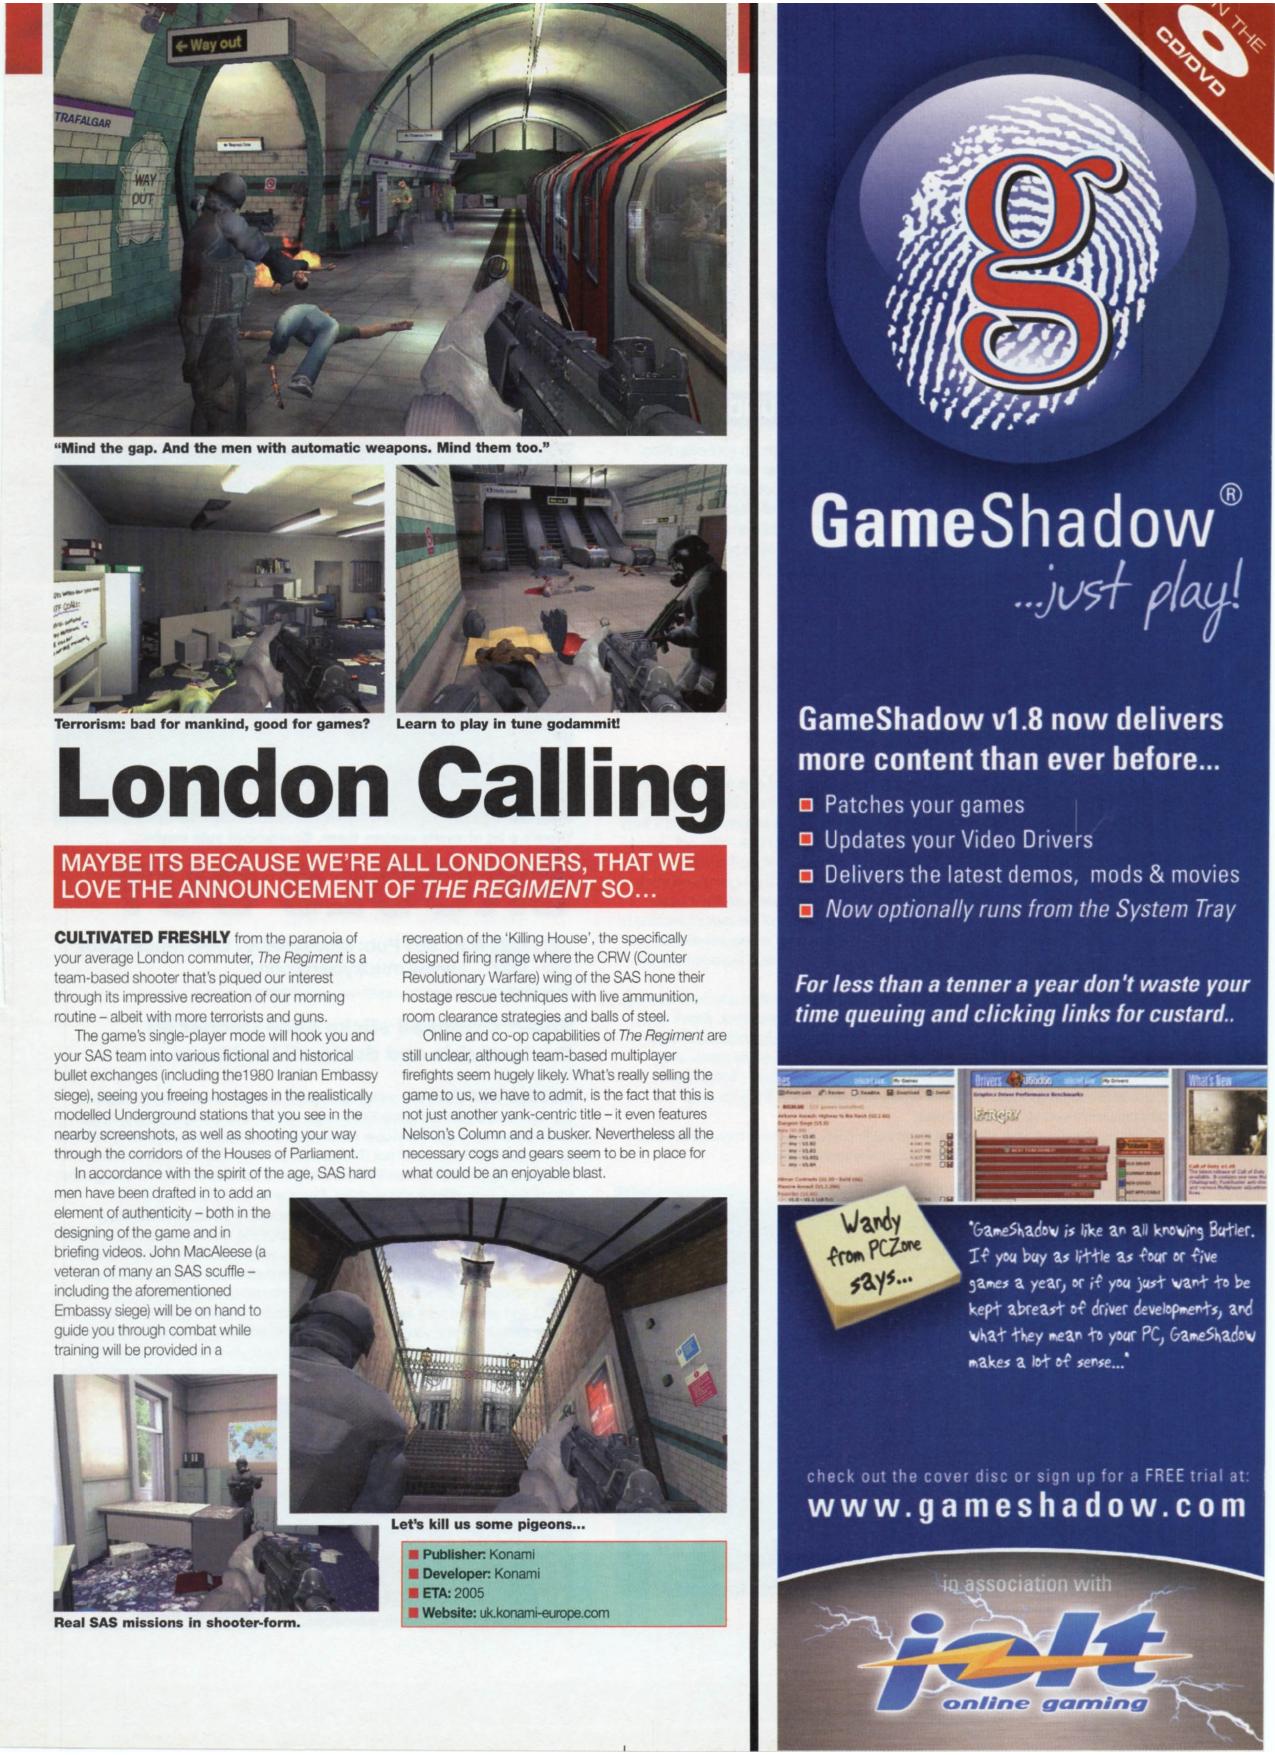 ← Way out
TRAFALGAR
WAY
OUT
"Mind the gap. And the men with automatic weapons. Mind them too."
Terrorism: bad for mankind, good for games?
Learn to play in tune godammit!
London Calling
MAYBE ITS BECAUSE WE'RE ALL LONDONERS, THAT WE
LOVE THE ANNOUNCEMENT OF THE REGIMENT SO...
CULTIVATED FRESHLY from the paranoia of
your average London commuter, The Regiment is a
team-based shooter that's piqued our interest
through its impressive recreation of our morning
routine – albeit with more terrorists and guns.
The game's single-player mode will hook you and
your SAS team into various fictional and historical
bullet exchanges (including the1980 Iranian Embassy
siege), seeing you freeing hostages in the realistically
modelled Underground stations that you see in the
nearby screenshots, as well as shooting your way
through the corridors of the Houses of Parliament.
In accordance with the spirit of the age, SAS hard
men have been drafted in to add an
element of authenticity – both in the
designing of the game and in
briefing videos. John MacAleese (a
veteran of many an SAS scuffle –
including the aforementioned
Embassy siege) will be on hand to
guide you through combat while
training will be provided in a
recreation of the 'Killing House', the specifically
designed firing range where the CRW (Counter
Revolutionary Warfare) wing of the SAS hone their
hostage rescue techniques with live ammunition,
room clearance strategies and balls of steel.
Online and co-op capabilities of The Regiment are
still unclear, although team-based multiplayer
firefights seem hugely likely. What's really selling the
game to us, we have to admit, is the fact that this is
not just another yank-centric title – it even features
Nelson's Column and a busker. Nevertheless all the
necessary cogs and gears seem to be in place for
what could be an enjoyable blast.
Let's kill us some pigeons...
Real SAS missions in shooter-form.
Publisher: Konami
Developer: Konami
ETA: 2005
Website: uk.konami-europe.com
N THE
CD/DVD
g
GameShadow®
...just play!
GameShadow v1.8 now delivers
more content than ever before...
Patches your games
Updates your Video Drivers
Delivers the latest demos, mods & movies
Now optionally runs from the System Tray
For less than a tenner a year don't waste your
time queuing and clicking links for custard..
My Games
Drivers
My Drivers
What's New
Graphics Driver Performance Benchmarks
FARCRY
Wandy
from PCZone
says...
"GameShadow is like an all knowing Butler.
If you buy as little as four or five
games a year, or if you just want to be
kept abreast of driver developments, and
what they mean to your PC, GameShadow
makes a lot of sense..."
check out the cover disc or sign up for a FREE trial at:
www.gameshadow.com
in association with
jolt
online gaming